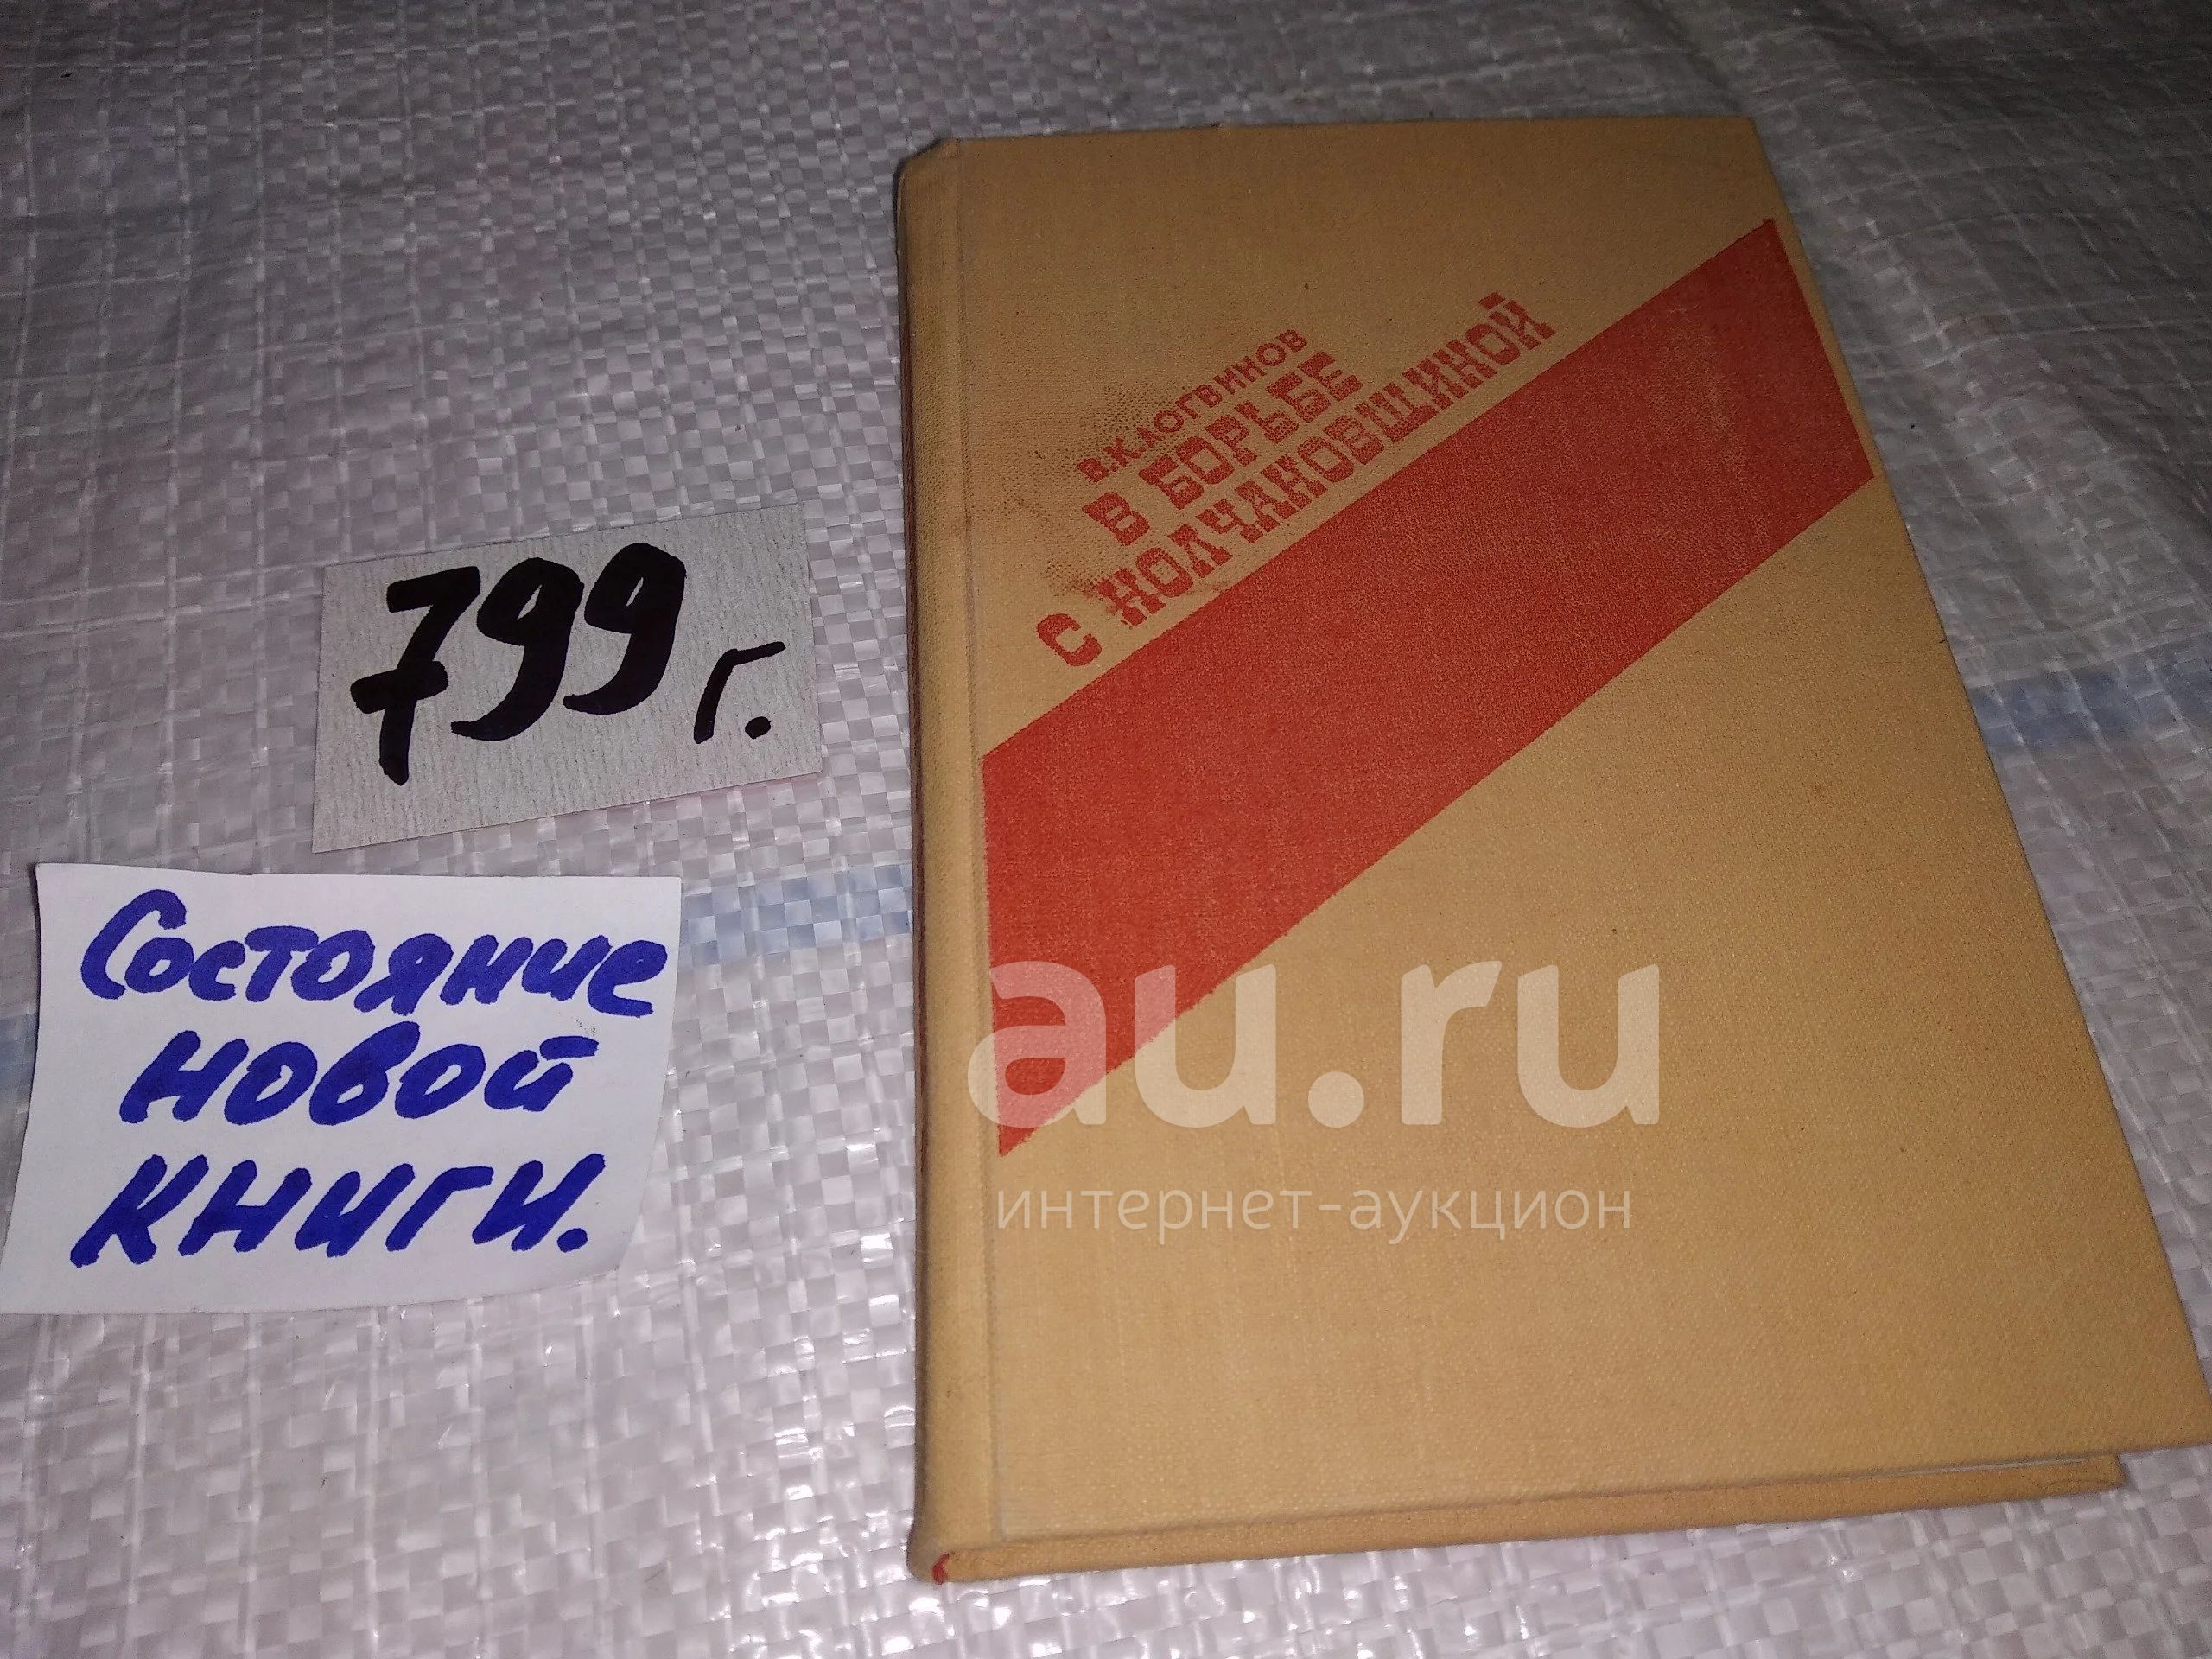 В.К.ЛОГВИНОВ
В БОРЬБЕ
С КОЛЧАКОВЩИНОЙ
799 г.
Состояние
новой
книги.
au.ru
интернет-аукцион